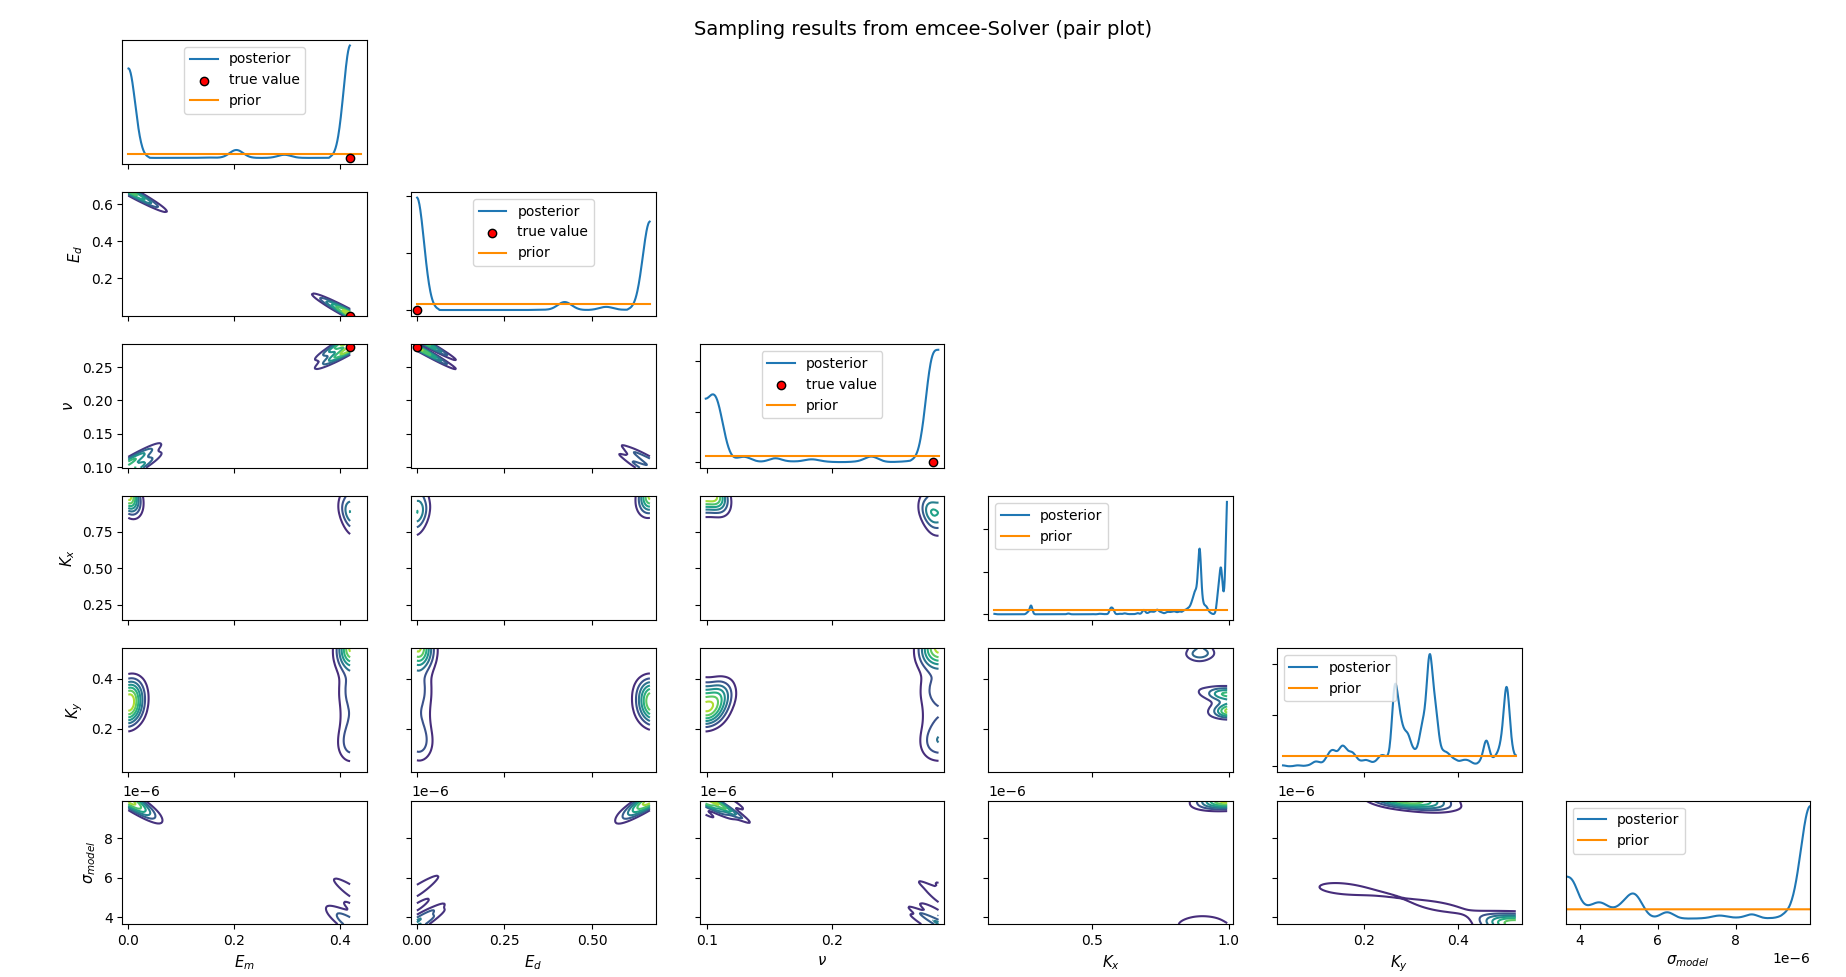 Sampling results from emcee-Solver (pair plot)
posterior
true value
prior
0.6
0.4
0.2
E_d
posterior
true value
prior
0.25
0.20
0.15
0.10
ν
posterior
true value
prior
0.75
0.50
0.25
K_x
posterior
prior
0.4
0.2
K_y
posterior
prior
1e−6
1e−6
1e−6
1e−6
1e−6
8
6
4
σ_model
posterior
prior
0.0 0.2 0.4
0.00 0.25 0.50
0.1 0.2
0.5 1.0
0.2 0.4
4 6 8
1e−6
E_m
E_d
ν
K_x
K_y
σ_model